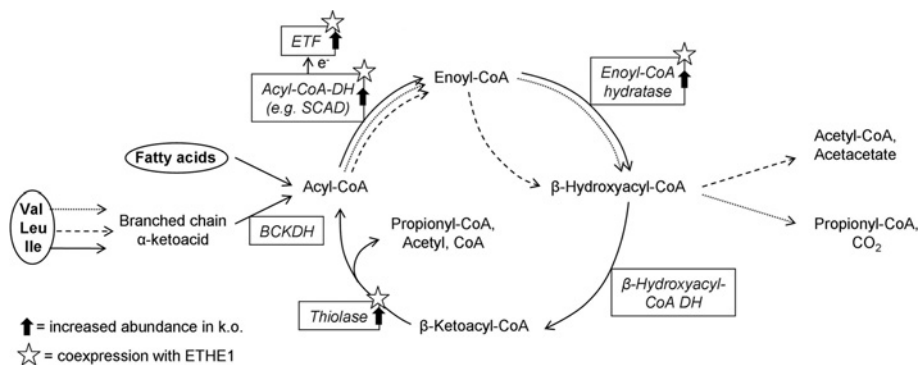 ETF
e-
Acyl-CoA-DH
(e.g. SCAD)
Enoyl-CoA
Enoyl-CoA
hydratase
Fatty acids
Acyl-CoA
β-Hydroxyacyl-CoA
Acetyl-CoA,
Acetacetate
Val
Leu
Ile
Branched chain
α-ketoacid
BCKDH
Propionyl-CoA,
Acetyl, CoA
Propionyl-CoA,
CO₂
β-Hydroxyacyl-
CoA DH
Thiolase
β-Ketoacyl-CoA
= increased abundance in k.o.
= coexpression with ETHE1